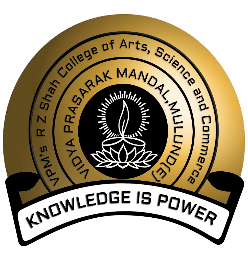 VPM's R Z Shah College of Arts, Science and Commerce
VIDYA PRASARAK MANDAL, MULUND(E)
KNOWLEDGE IS POWER